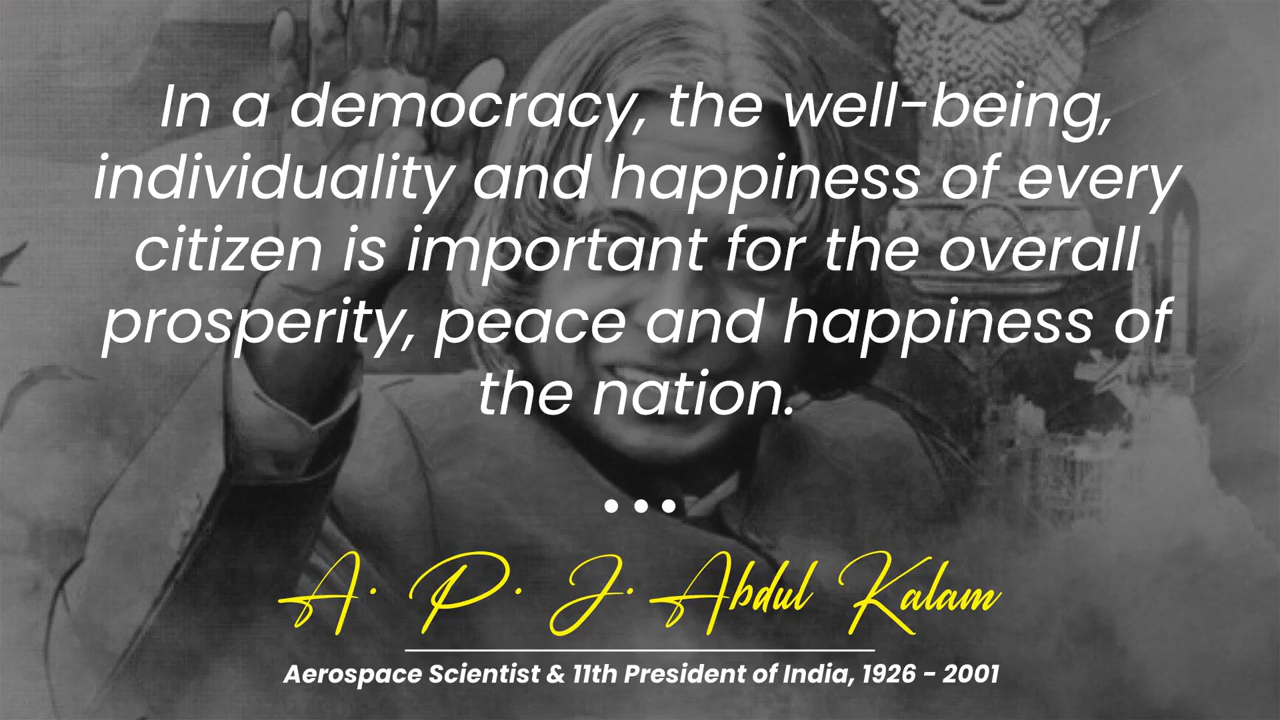 In a democracy, the well-being,
individuality and happiness of every
citizen is important for the overall
prosperity, peace and happiness of
the nation.
• • •
A. P. J. Abdul Kalam
Aerospace Scientist & 11th President of India, 1926 - 2001